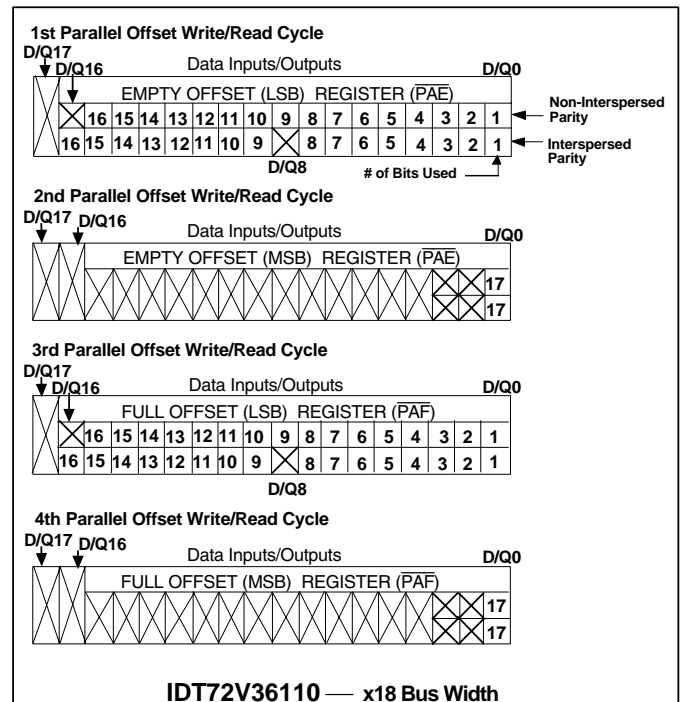 1st Parallel Offset Write/Read Cycle
D/Q17
D/Q16 Data Inputs/Outputs D/Q0
EMPTY OFFSET (LSB) REGISTER (PAE)
16 15 14 13 12 11 10 9 8 7 6 5 4 3 2 1 Non-Interspersed Parity
16 15 14 13 12 11 10 9 8 7 6 5 4 3 2 1 Interspersed Parity
D/Q8 # of Bits Used
2nd Parallel Offset Write/Read Cycle
D/Q17 D/Q16 Data Inputs/Outputs D/Q0
EMPTY OFFSET (MSB) REGISTER (PAE)
17
17
3rd Parallel Offset Write/Read Cycle
D/Q17
D/Q16 Data Inputs/Outputs D/Q0
FULL OFFSET (LSB) REGISTER (PAF)
16 15 14 13 12 11 10 9 8 7 6 5 4 3 2 1
16 15 14 13 12 11 10 9 8 7 6 5 4 3 2 1
D/Q8
4th Parallel Offset Write/Read Cycle
D/Q17 D/Q16 Data Inputs/Outputs D/Q0
FULL OFFSET (MSB) REGISTER (PAF)
17
17
IDT72V36110 — x18 Bus Width